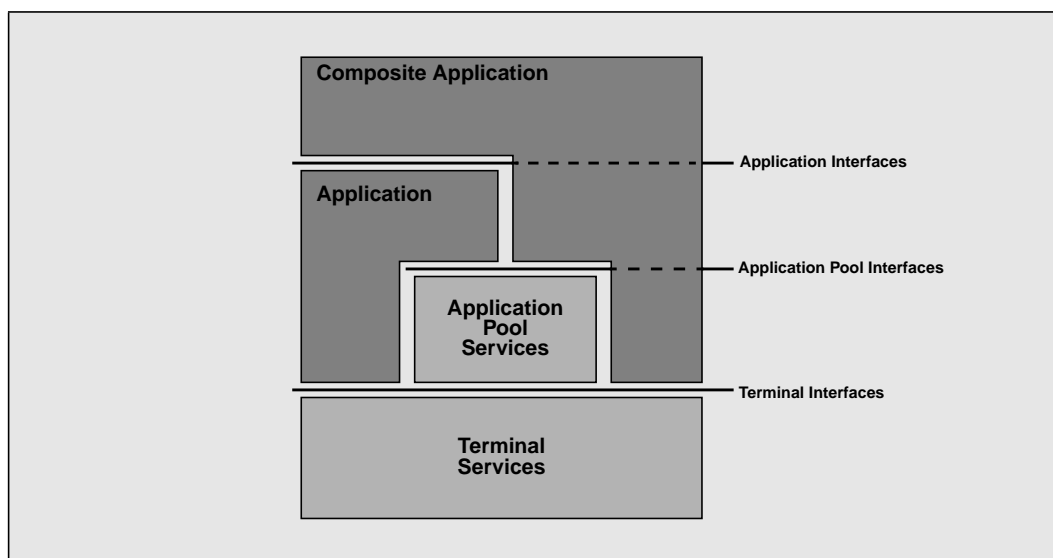 Composite Application
Application Interfaces
Application
Application Pool Interfaces
Application
Pool
Services
Terminal Interfaces
Terminal
Services